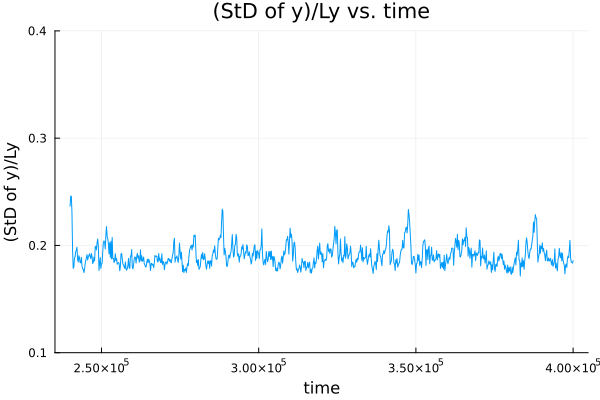 (StD of y)/Ly vs. time
0.4
0.3
0.2
0.1
(StD of y)/Ly
2.50×10⁵
3.00×10⁵
3.50×10⁵
4.00×10⁵
time